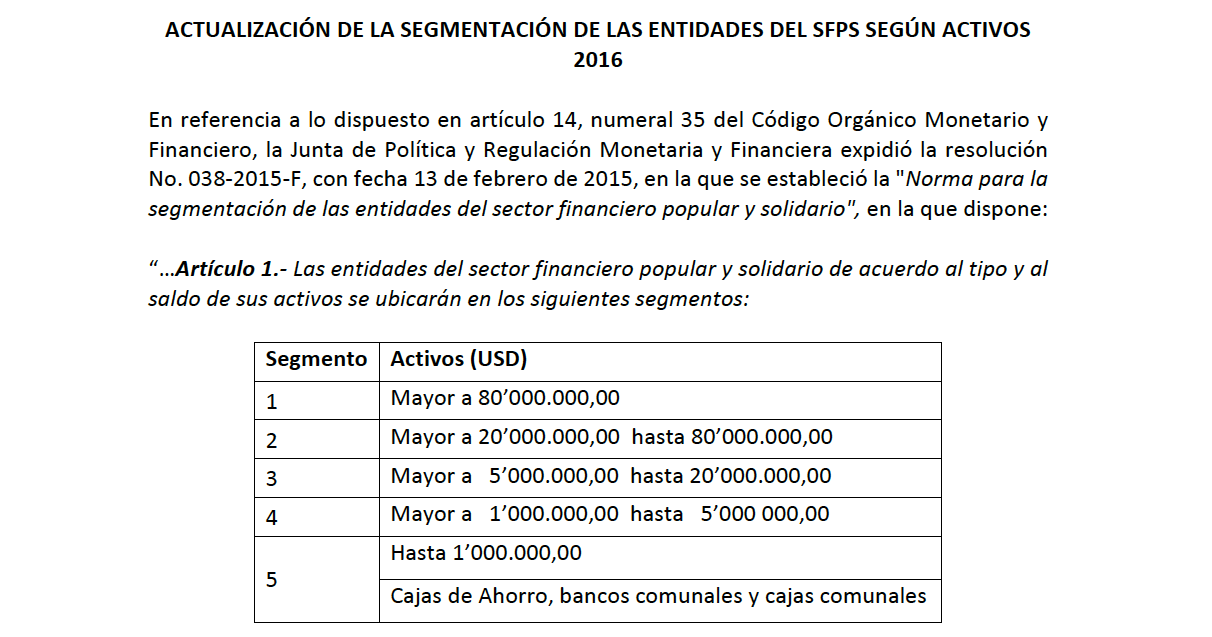 ACTUALIZACIÓN DE LA SEGMENTACIÓN DE LAS ENTIDADES DEL SFPS SEGÚN ACTIVOS
2016
En referencia a lo dispuesto en artículo 14, numeral 35 del Código Orgánico Monetario y
Financiero, la Junta de Política y Regulación Monetaria y Financiera expidió la resolución
No. 038-2015-F, con fecha 13 de febrero de 2015, en la que se estableció la "Norma para la
segmentación de las entidades del sector financiero popular y solidario", en la que dispone:
“…Artículo 1.- Las entidades del sector financiero popular y solidario de acuerdo al tipo y al
saldo de sus activos se ubicarán en los siguientes segmentos:
Segmento Activos (USD)
1 Mayor a 80’000.000,00
2 Mayor a 20’000.000,00 hasta 80’000.000,00
3 Mayor a 5’000.000,00 hasta 20’000.000,00
4 Mayor a 1’000.000,00 hasta 5’000 000,00
5 Hasta 1’000.000,00
Cajas de Ahorro, bancos comunales y cajas comunales